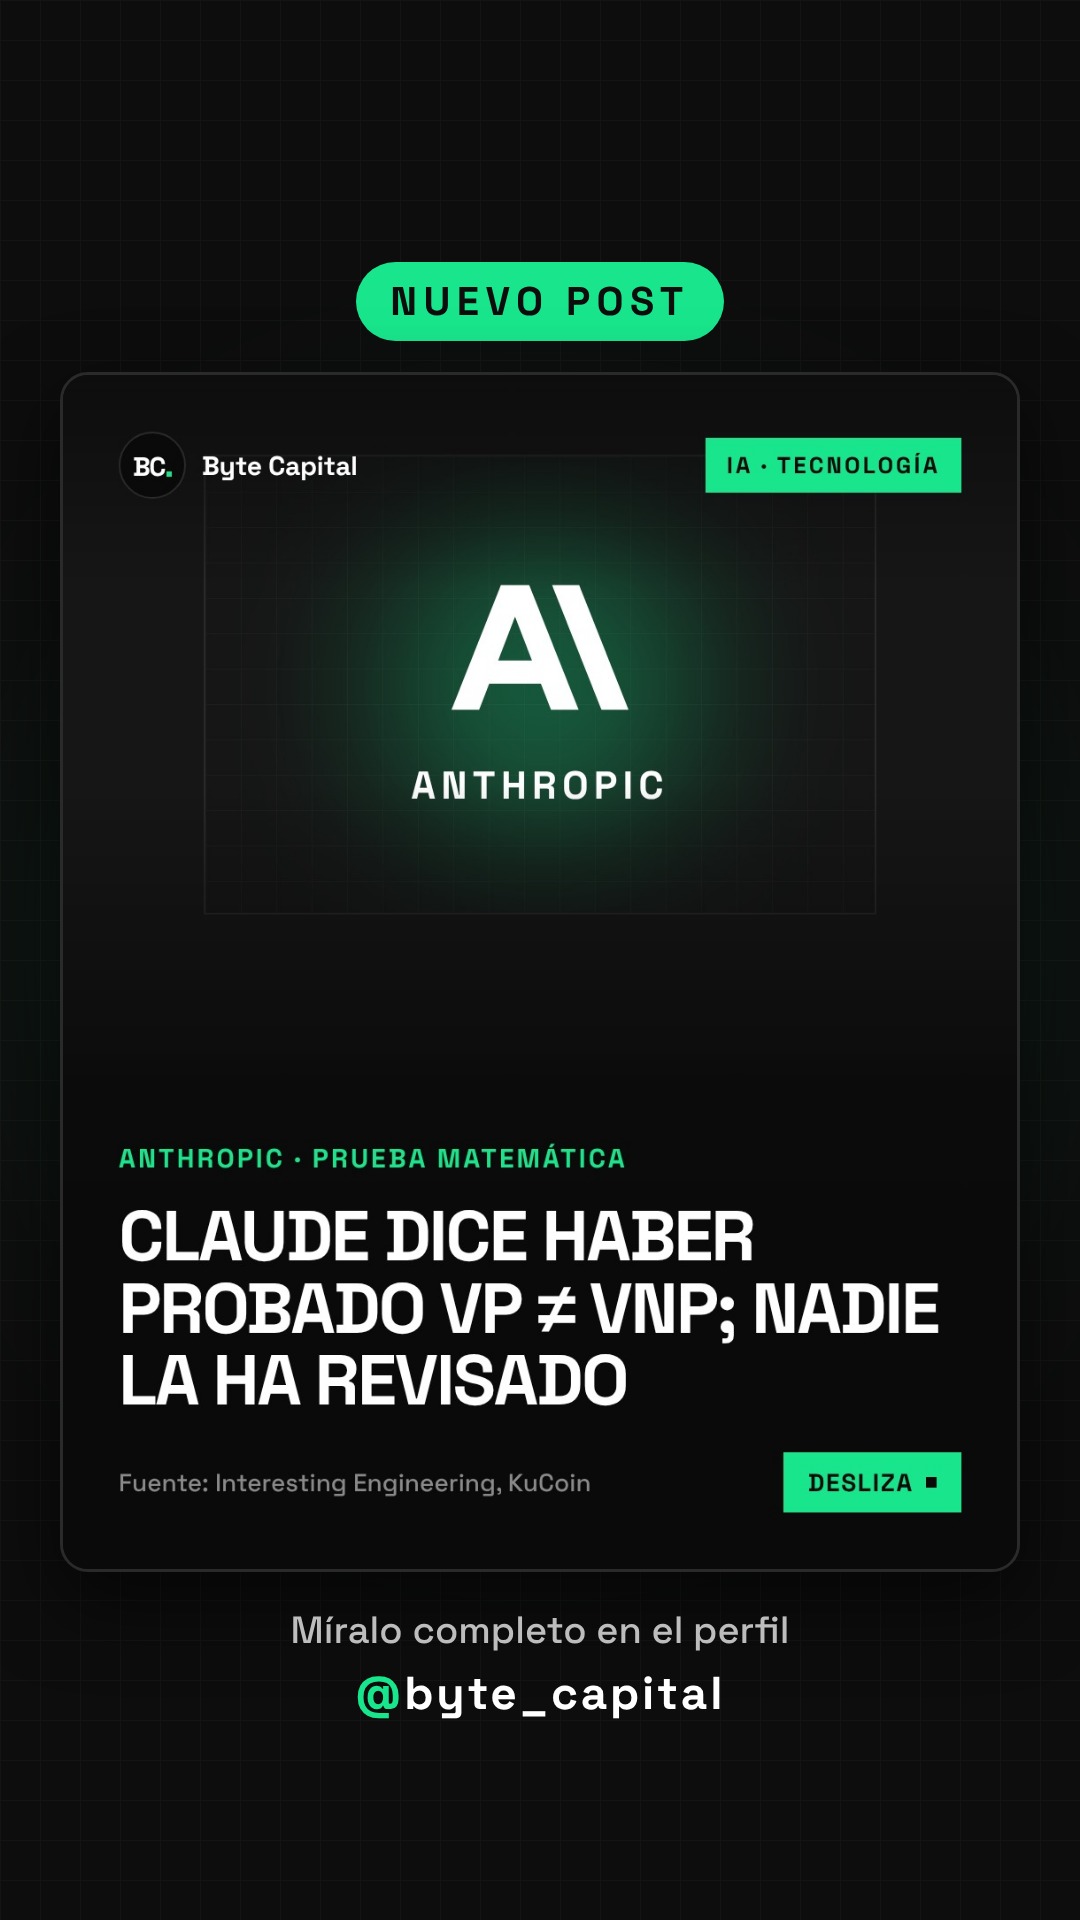 NUEVO POST
BC.
Byte Capital
IA · TECNOLOGÍA
A\
ANTHROPIC
ANTHROPIC · PRUEBA MATEMÁTICA
CLAUDE DICE HABER
PROBADO VP ≠ VNP; NADIE
LA HA REVISADO
Fuente: Interesting Engineering, KuCoin
DESLIZA ▪
Míralo completo en el perfil
@byte_capital